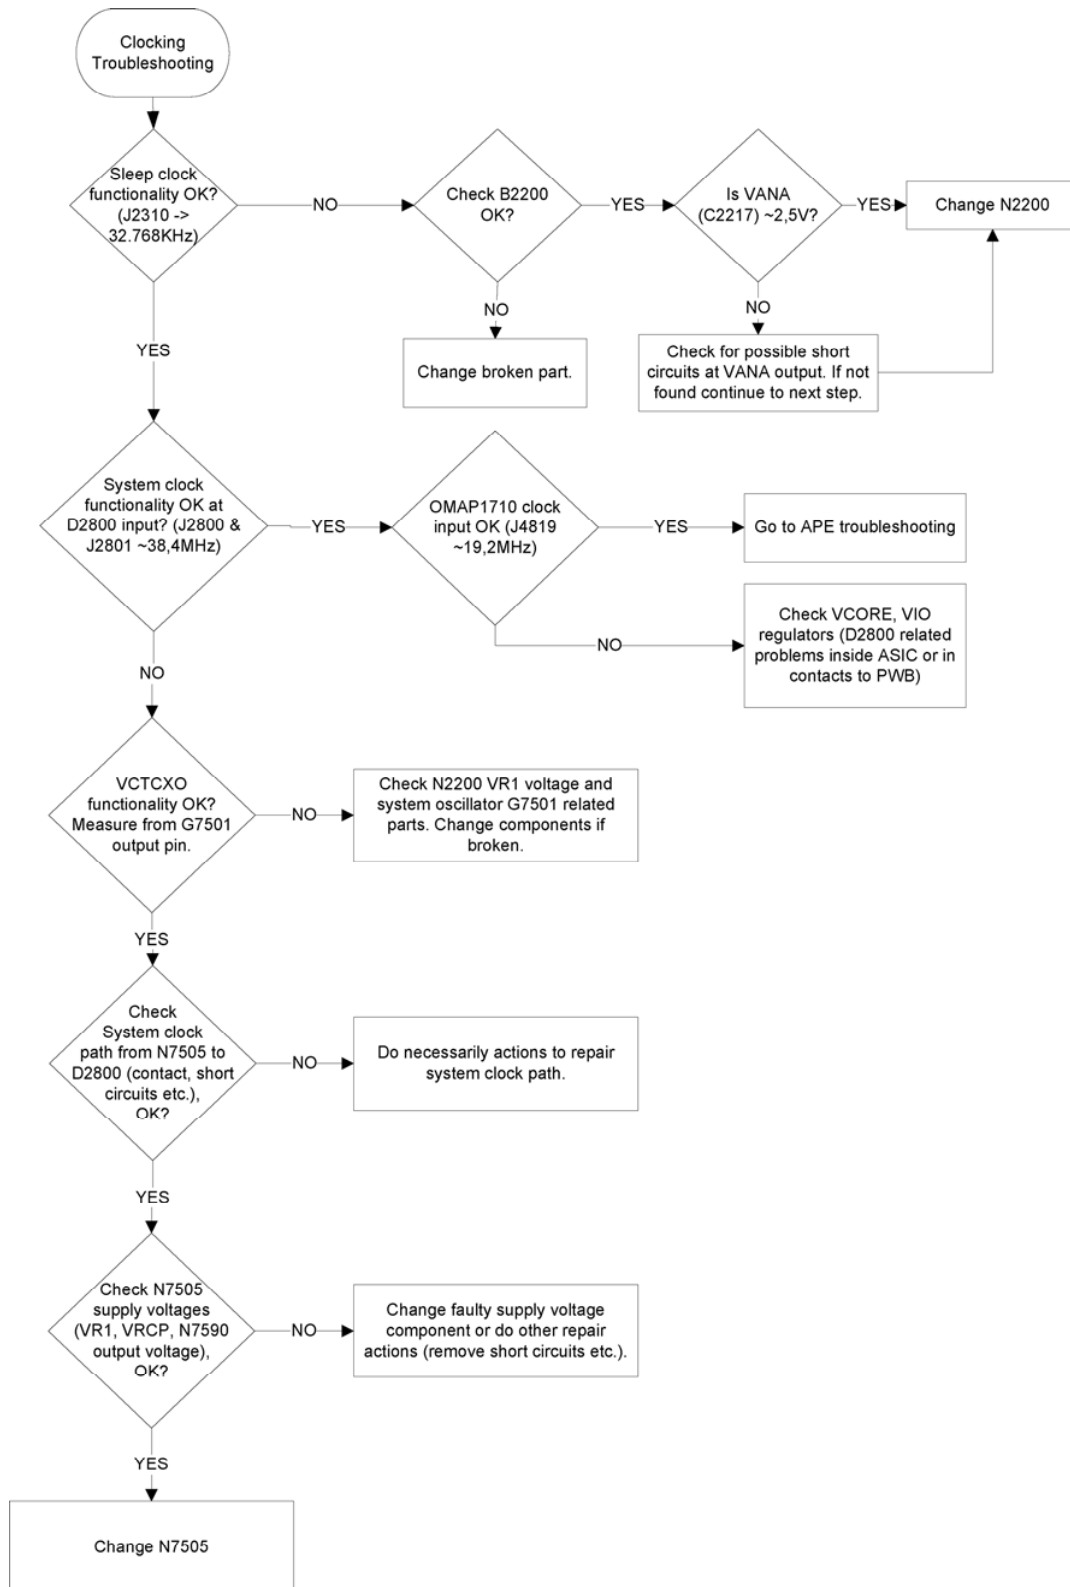 Clocking
Troubleshooting
Sleep clock
functionality OK?
(J2310 ->
32.768KHz)
NO
Check B2200
OK?
YES
Is VANA
(C2217) ~2,5V?
YES
Change N2200
NO
Change broken part.
NO
Check for possible short
circuits at VANA output. If not
found continue to next step.
YES
System clock
functionality OK at
D2800 input? (J2800 &
J2801 ~38,4MHz)
YES
OMAP1710 clock
input OK (J4819
~19,2MHz)
YES
Go to APE troubleshooting
NO
Check VCORE, VIO
regulators (D2800 related
problems inside ASIC or in
contacts to PWB)
NO
VCTCXO
functionality OK?
Measure from G7501
output pin.
NO
Check N2200 VR1 voltage and
system oscillator G7501 related
parts. Change components if
broken.
YES
Check
System clock
path from N7505 to
D2800 (contact, short
circuits etc.),
OK?
NO
Do necessarily actions to repair
system clock path.
YES
Check N7505
supply voltages
(VR1, VRCP, N7590
output voltage),
OK?
NO
Change faulty supply voltage
component or do other repair
actions (remove short circuits etc.).
YES
Change N7505